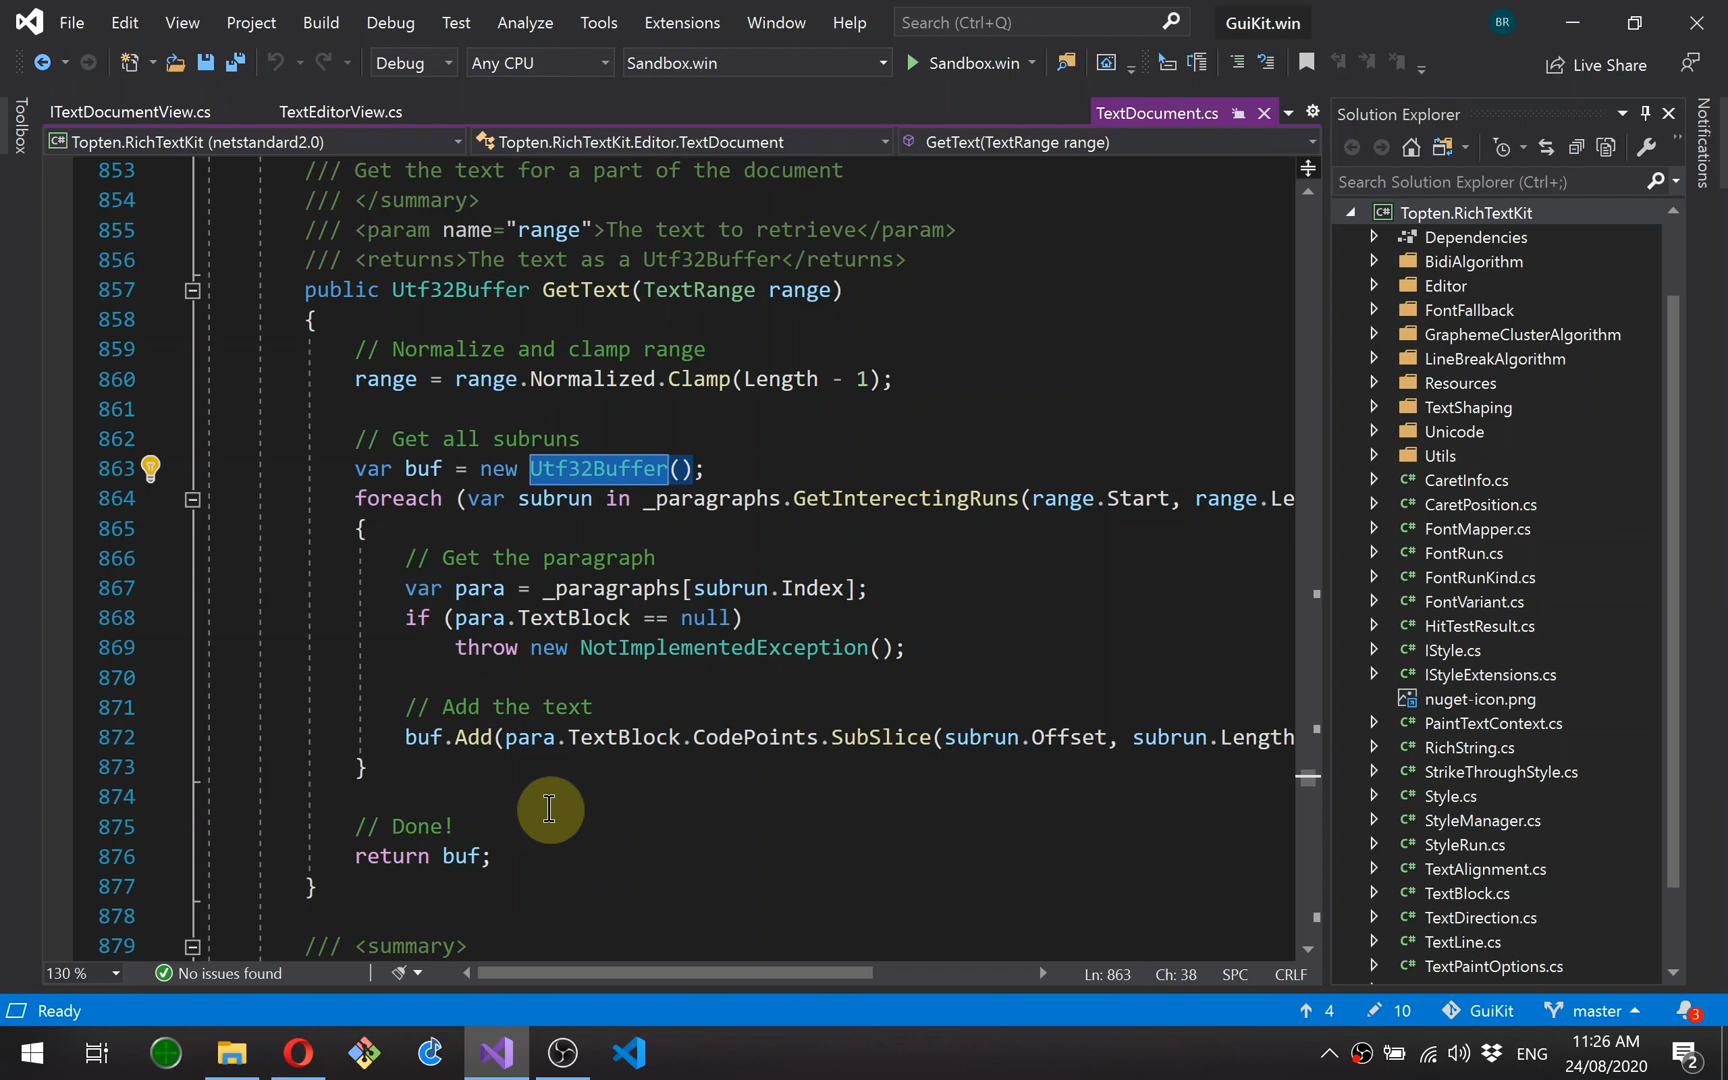 File Edit View Project Build Debug Test Analyze Tools Extensions Window Help Search (Ctrl+Q) GuiKit.win BR
Debug Any CPU Sandbox.win Sandbox.win Live Share
Toolbox
ITextDocumentView.cs TextEditorView.cs TextDocument.cs
Topten.RichTextKit (netstandard2.0) Topten.RichTextKit.Editor.TextDocument GetText(TextRange range)
853 /// Get the text for a part of the document
854 /// </summary>
855 /// <param name="range">The text to retrieve</param>
856 /// <returns>The text as a Utf32Buffer</returns>
857 public Utf32Buffer GetText(TextRange range)
858 {
859 // Normalize and clamp range
860 range = range.Normalized.Clamp(Length - 1);
861
862 // Get all subruns
863 var buf = new Utf32Buffer();
864 foreach (var subrun in _paragraphs.GetInterectingRuns(range.Start, range.Le
865 {
866 // Get the paragraph
867 var para = _paragraphs[subrun.Index];
868 if (para.TextBlock == null)
869 throw new NotImplementedException();
870
871 // Add the text
872 buf.Add(para.TextBlock.CodePoints.SubSlice(subrun.Offset, subrun.Length
873 }
874
875 // Done!
876 return buf;
877 }
878
879 /// <summary>
130 % No issues found Ln: 863 Ch: 38 SPC CRLF
Solution Explorer
Search Solution Explorer (Ctrl+;)
C# Topten.RichTextKit
Dependencies
BidiAlgorithm
Editor
FontFallback
GraphemeClusterAlgorithm
LineBreakAlgorithm
Resources
TextShaping
Unicode
Utils
C# CaretInfo.cs
C# CaretPosition.cs
C# FontMapper.cs
C# FontRun.cs
C# FontRunKind.cs
C# FontVariant.cs
C# HitTestResult.cs
C# IStyle.cs
C# IStyleExtensions.cs
nuget-icon.png
C# PaintTextContext.cs
C# RichString.cs
C# StrikeThroughStyle.cs
C# Style.cs
C# StyleManager.cs
C# StyleRun.cs
C# TextAlignment.cs
C# TextBlock.cs
C# TextDirection.cs
C# TextLine.cs
C# TextPaintOptions.cs
Notifications
Ready 4 10 GuiKit master 3
ENG 11:26 AM
24/08/2020 2